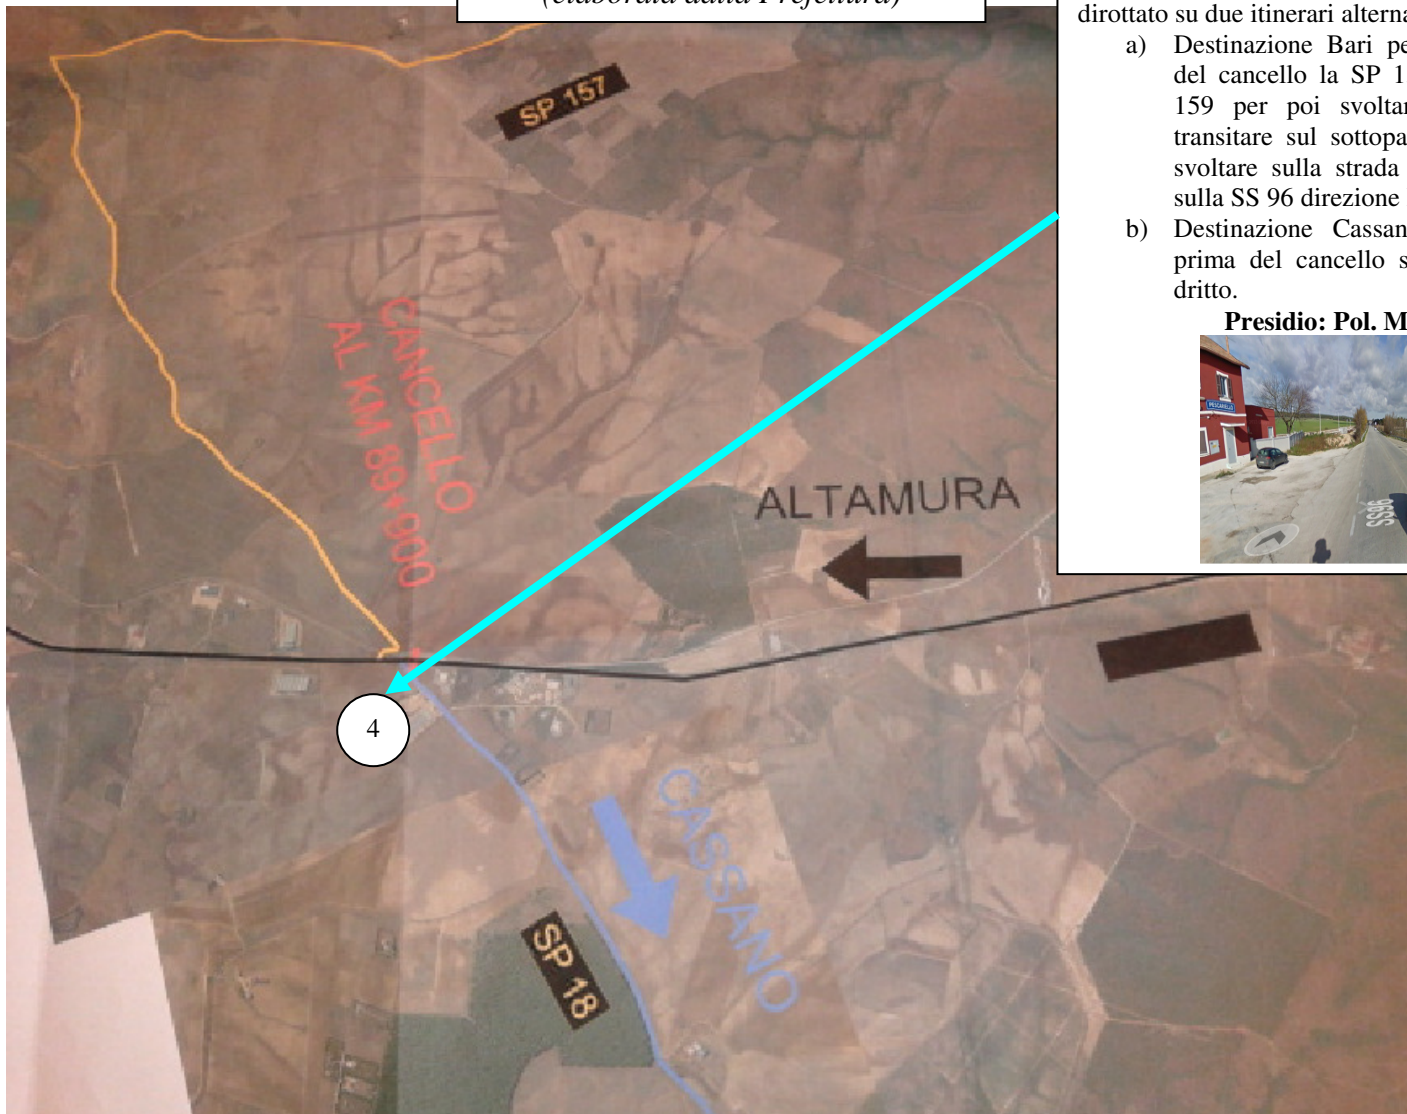 (elaborata dalla Prefettura)
dirottato su due itinerari alterna
a) Destinazione Bari pe
del cancello la SP 1
159 per poi svoltar
transitare sul sottopa
svoltare sulla strada
sulla SS 96 direzione
b) Destinazione Cassan
prima del cancello s
dritto.
Presidio: Pol. M
PESCARIELLO
SS96
SP 157
CANCELLO
AL KM 89+900
ALTAMURA
4
CASSANO
SP 18